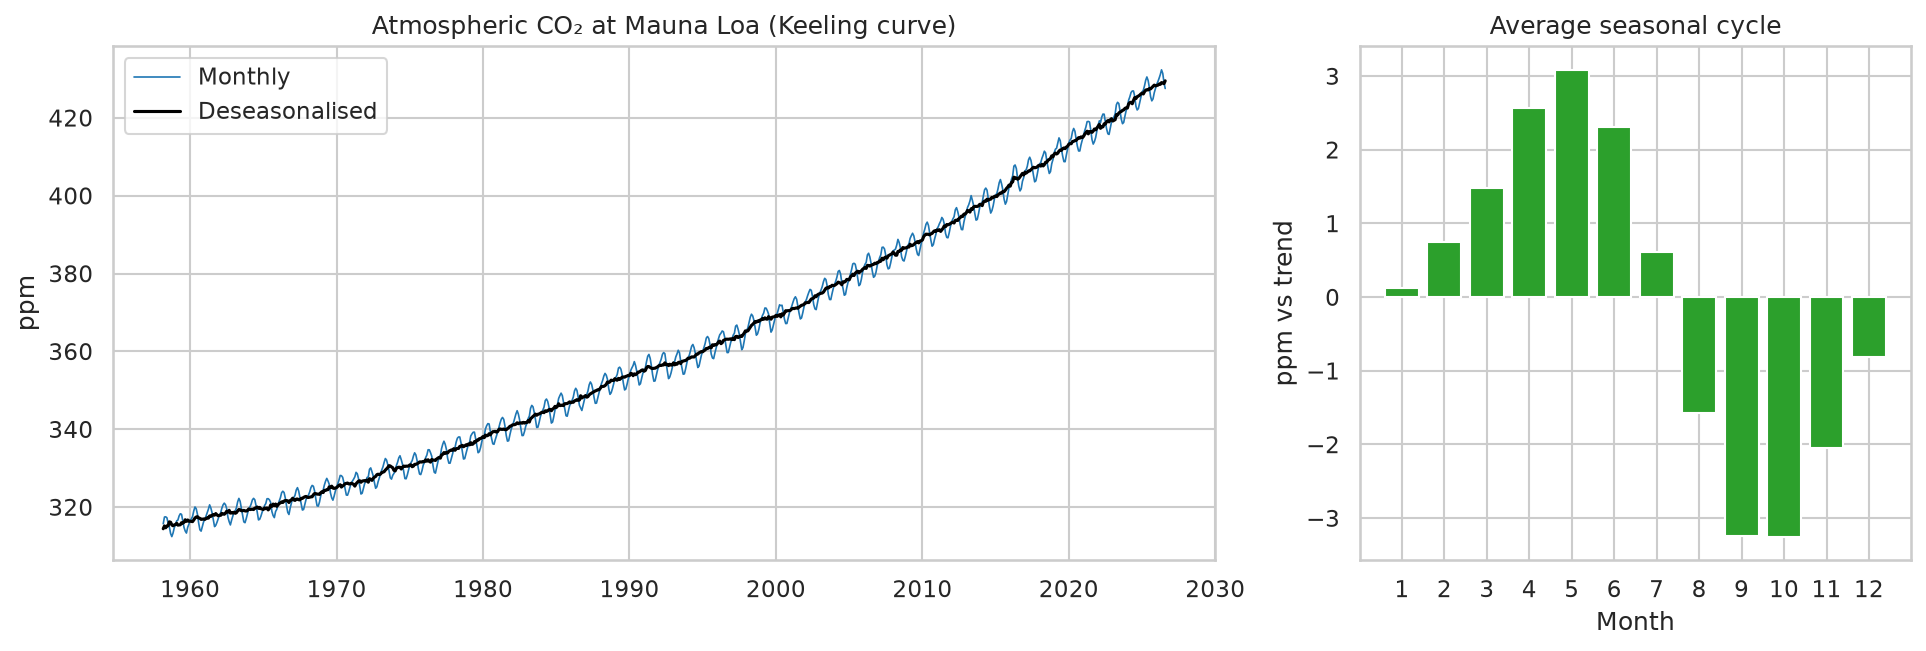 Atmospheric CO₂ at Mauna Loa (Keeling curve)
Monthly
Deseasonalised
ppm
420
400
380
360
340
320
1960 1970 1980 1990 2000 2010 2020 2030
Average seasonal cycle
ppm vs trend
3
2
1
0
−1
−2
−3
1 2 3 4 5 6 7 8 9 10 11 12
Month